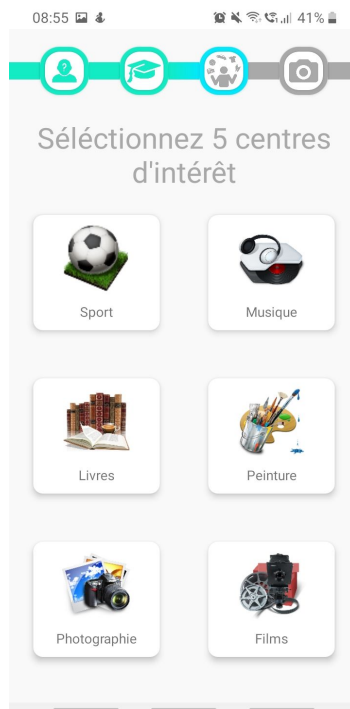 08:55 41%
Séléctionnez 5 centres
d'intérêt
Sport Musique
Livres Peinture
Photographie Films